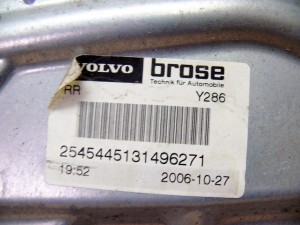 VOLVO brose
Technik für Automobile
RR Y286
2545445131496271
19:52 2006-10-27